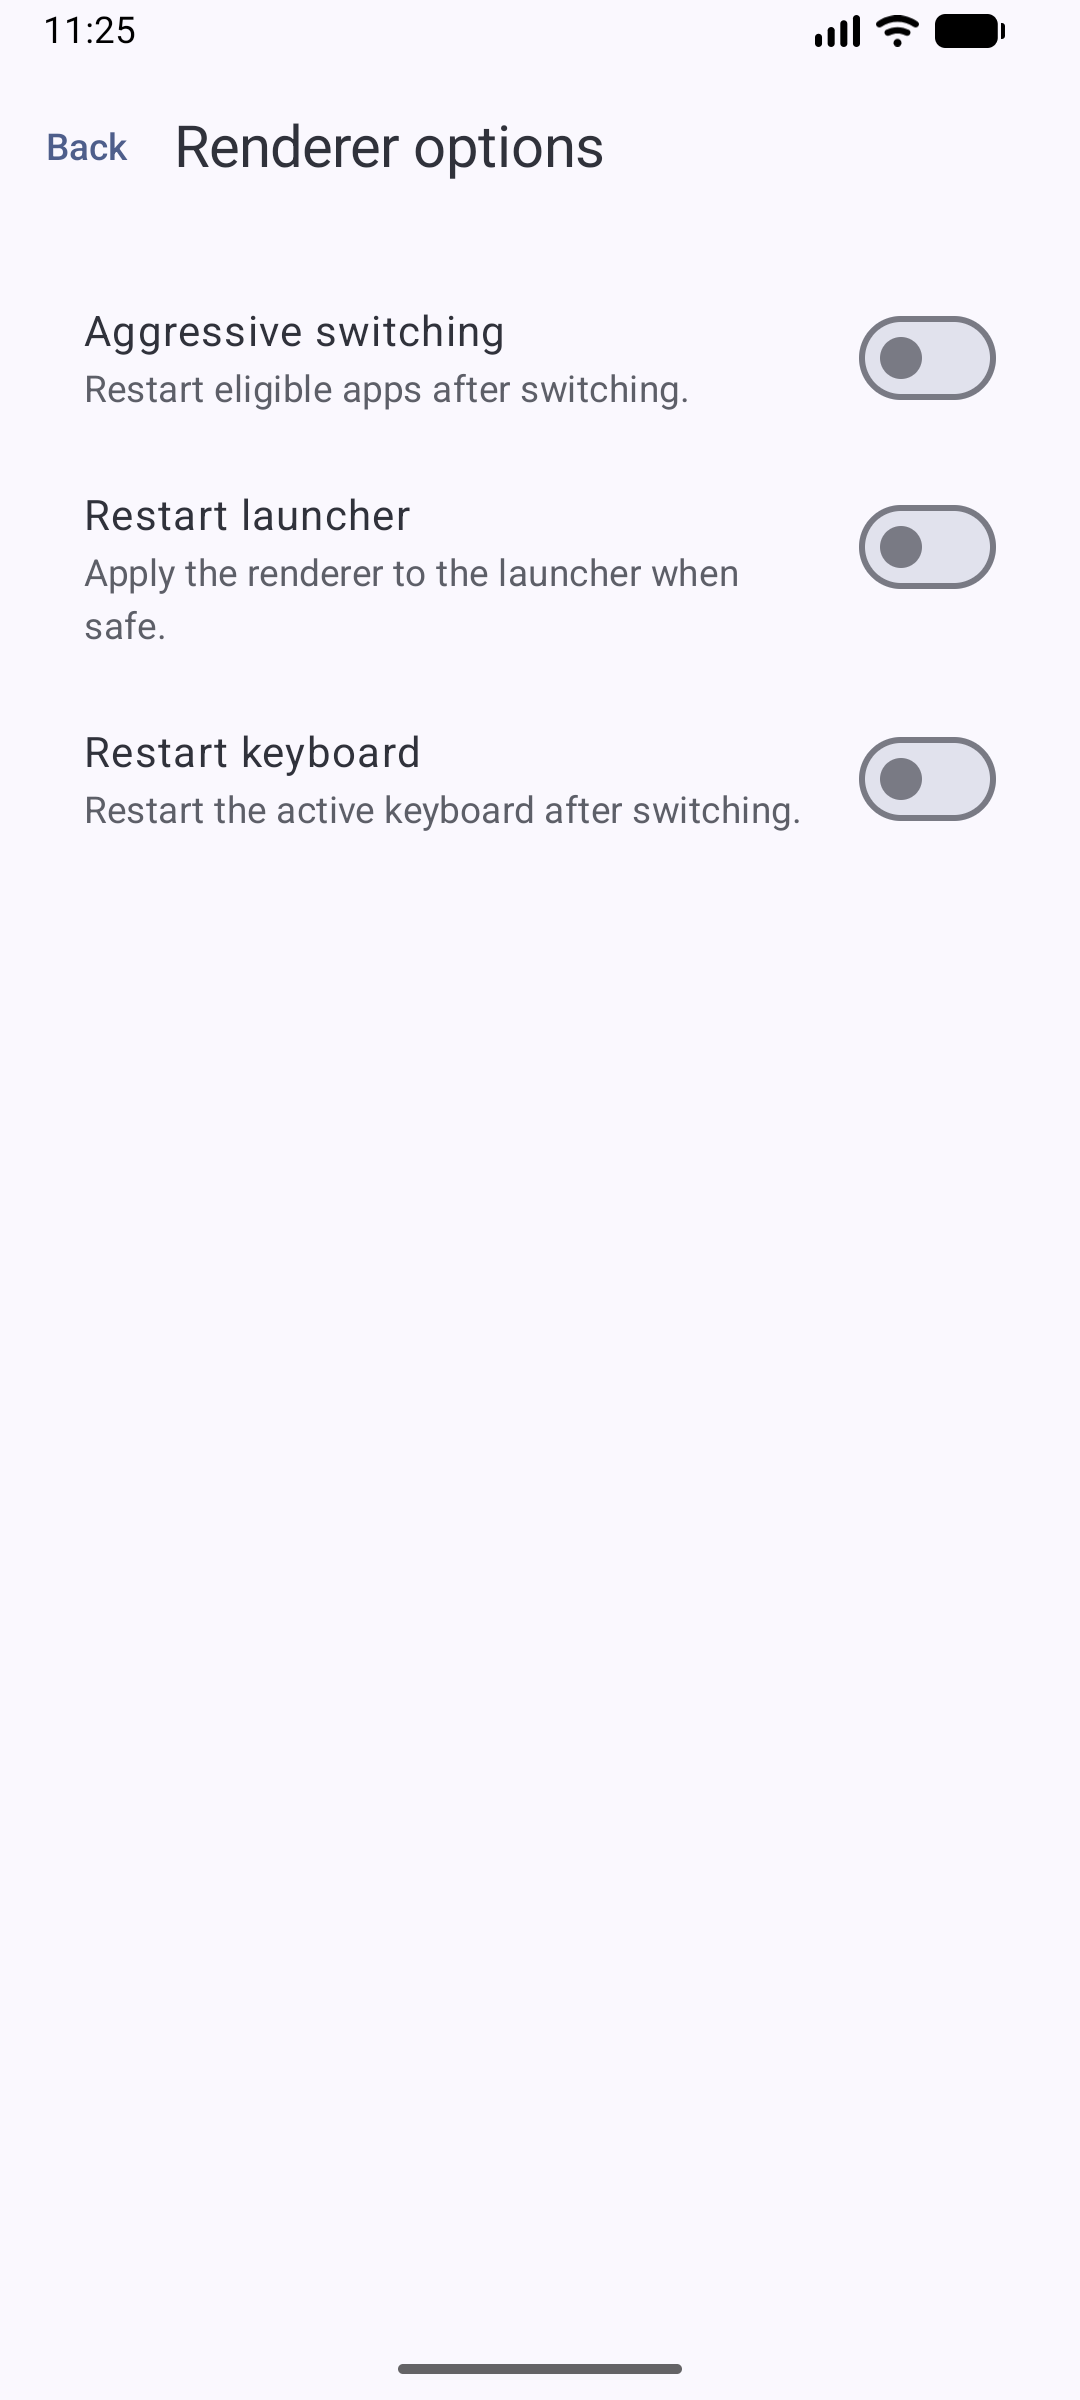 11:25
Back
Renderer options
Aggressive switching
Restart eligible apps after switching.
Restart launcher
Apply the renderer to the launcher when
safe.
Restart keyboard
Restart the active keyboard after switching.